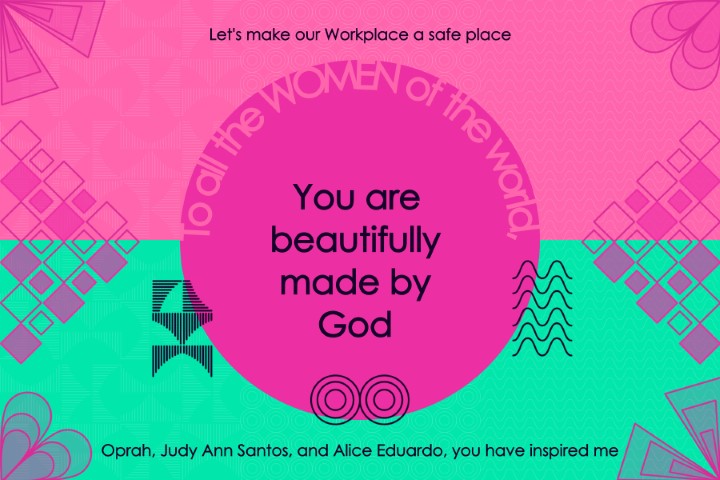 Let's make our Workplace a safe place
To all the WOMEN of the world,
You are
beautifully
made by
God
Oprah, Judy Ann Santos, and Alice Eduardo, you have inspired me